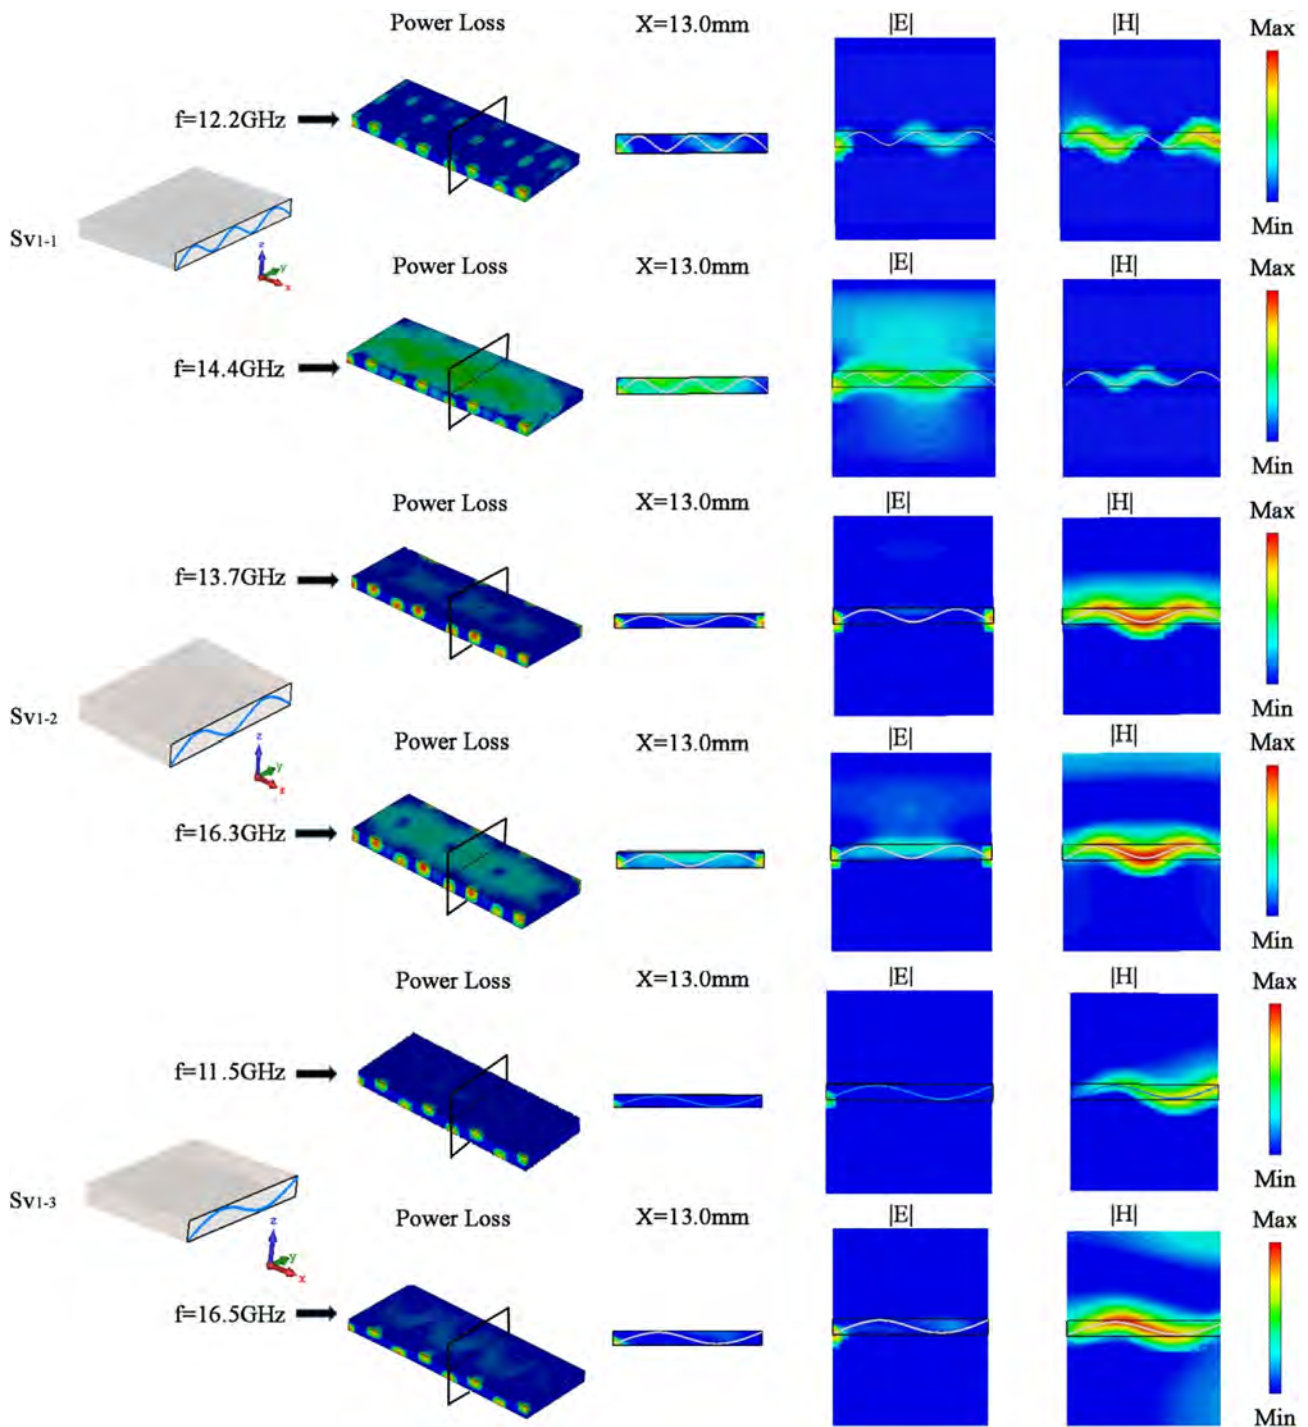 Power Loss X=13.0mm |E| |H| Max
f=12.2GHz
Sv1-1
z
y
x
Min
Power Loss X=13.0mm |E| |H| Max
f=14.4GHz
Min
Power Loss X=13.0mm |E| |H| Max
f=13.7GHz
Sv1-2
Min
z
y
x
Power Loss X=13.0mm |E| |H| Max
f=16.3GHz
Min
Power Loss X=13.0mm |E| |H| Max
f=11.5GHz
Sv1-3
Min
z
y
x
Power Loss X=13.0mm |E| |H| Max
f=16.5GHz
Min